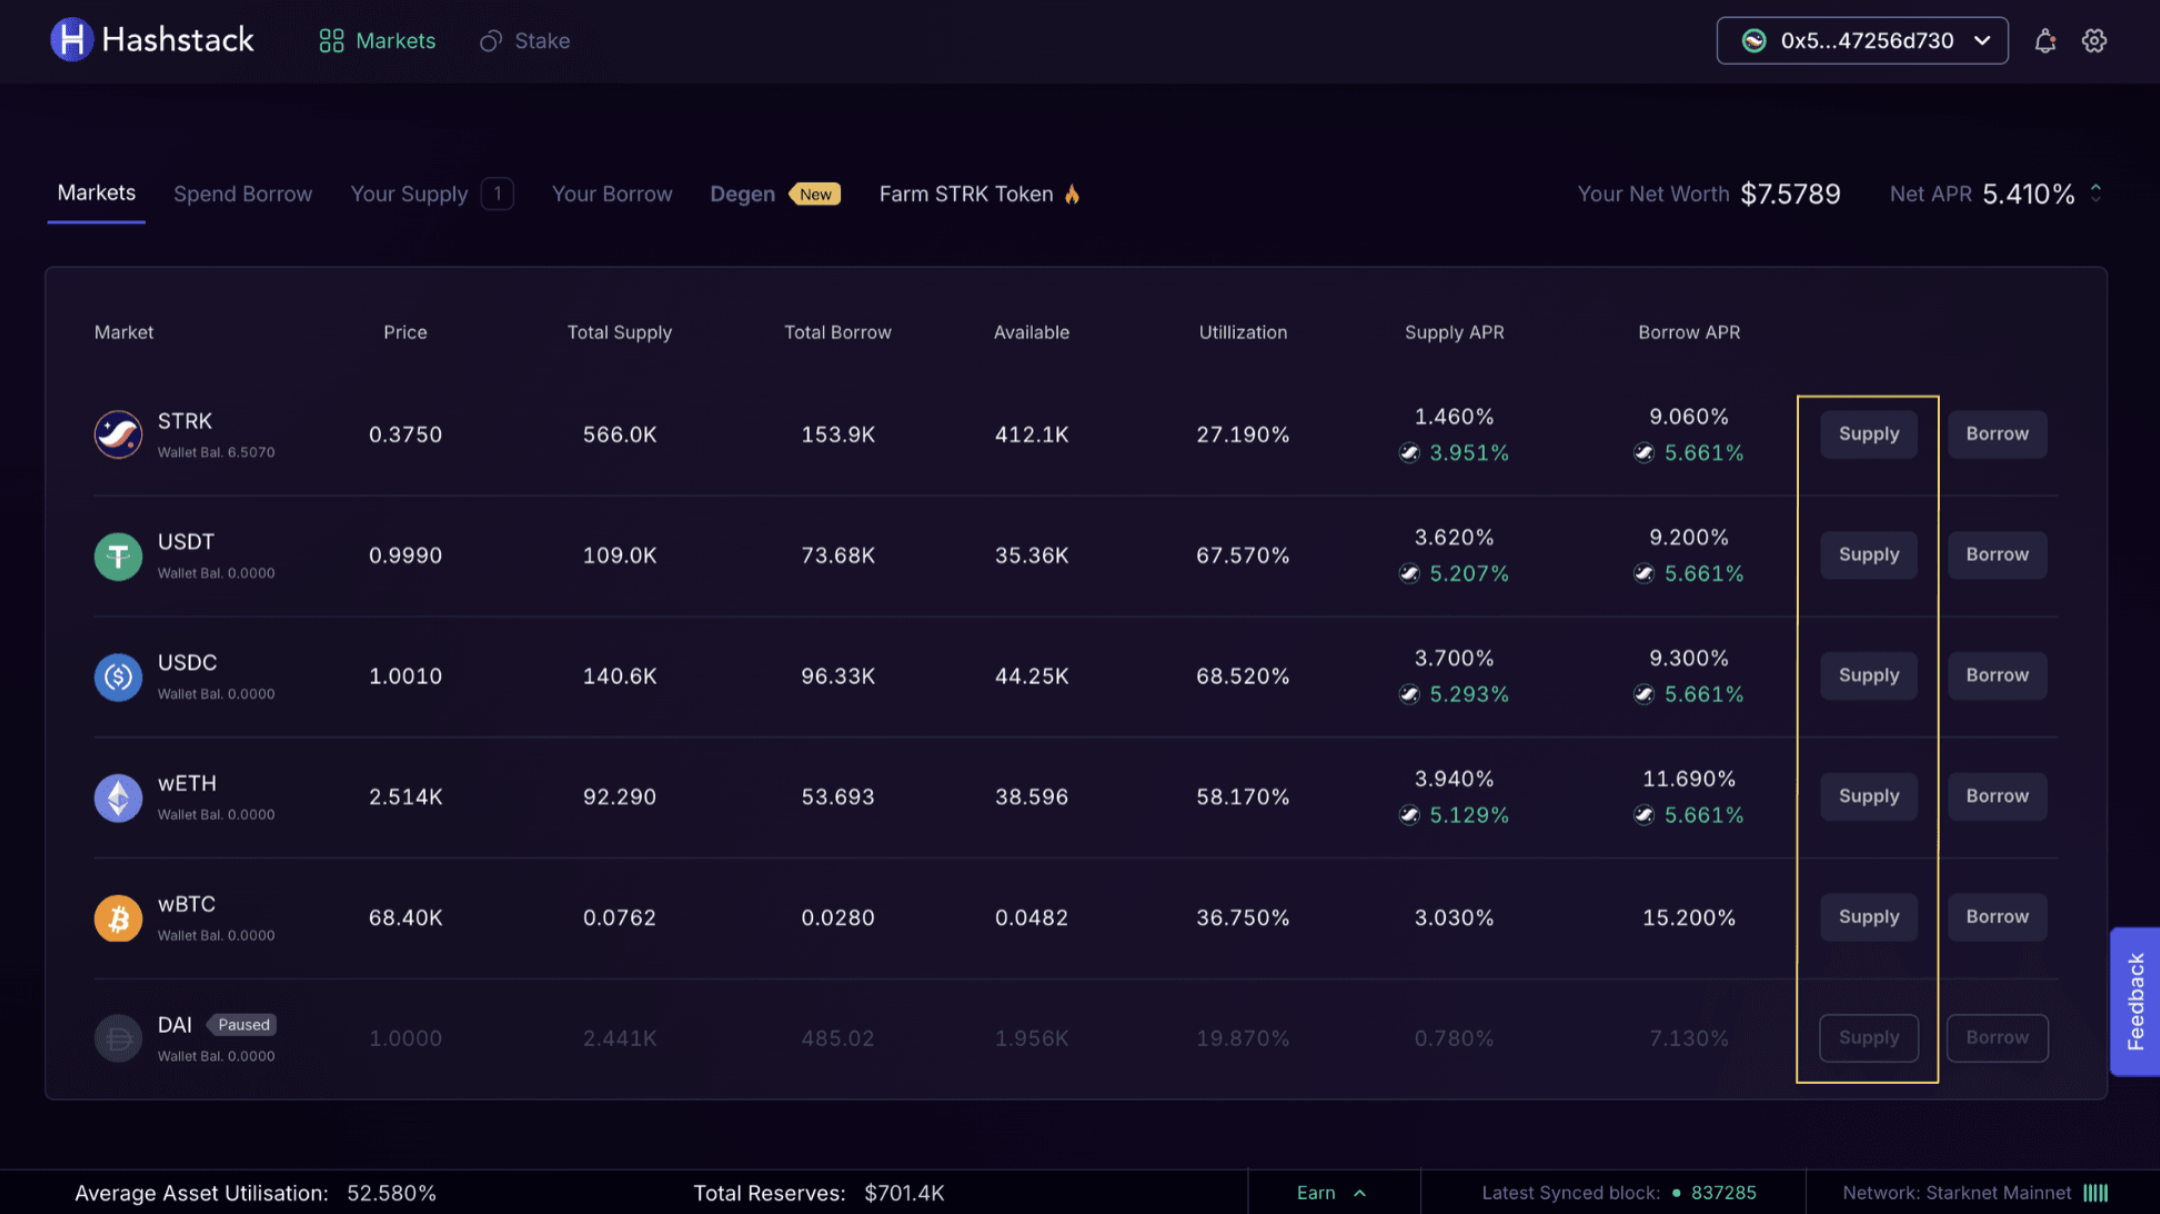 Hashstack Markets Stake 0x5...47256d730
Markets Spend Borrow Your Supply 1 Your Borrow Degen New Farm STRK Token Your Net Worth $7.5789 Net APR 5.410%
Market Price Total Supply Total Borrow Available Utillization Supply APR Borrow APR
STRK 0.3750 566.0K 153.9K 412.1K 27.190% 1.460% 9.060% Supply Borrow
Wallet Bal. 6.5070 3.951% 5.661%
USDT 0.9990 109.0K 73.68K 35.36K 67.570% 3.620% 9.200% Supply Borrow
Wallet Bal. 0.0000 5.207% 5.661%
USDC 1.0010 140.6K 96.33K 44.25K 68.520% 3.700% 9.300% Supply Borrow
Wallet Bal. 0.0000 5.293% 5.661%
wETH 2.514K 92.290 53.693 38.596 58.170% 3.940% 11.690% Supply Borrow
Wallet Bal. 0.0000 5.129% 5.661%
wBTC 68.40K 0.0762 0.0280 0.0482 36.750% 3.030% 15.200% Supply Borrow
Wallet Bal. 0.0000
DAI Paused 1.0000 2.441K 485.02 1.956K 19.870% 0.780% 7.130% Supply Borrow
Wallet Bal. 0.0000
Feedback
Average Asset Utilisation: 52.580% Total Reserves: $701.4K Earn Latest Synced block: 837285 Network: Starknet Mainnet